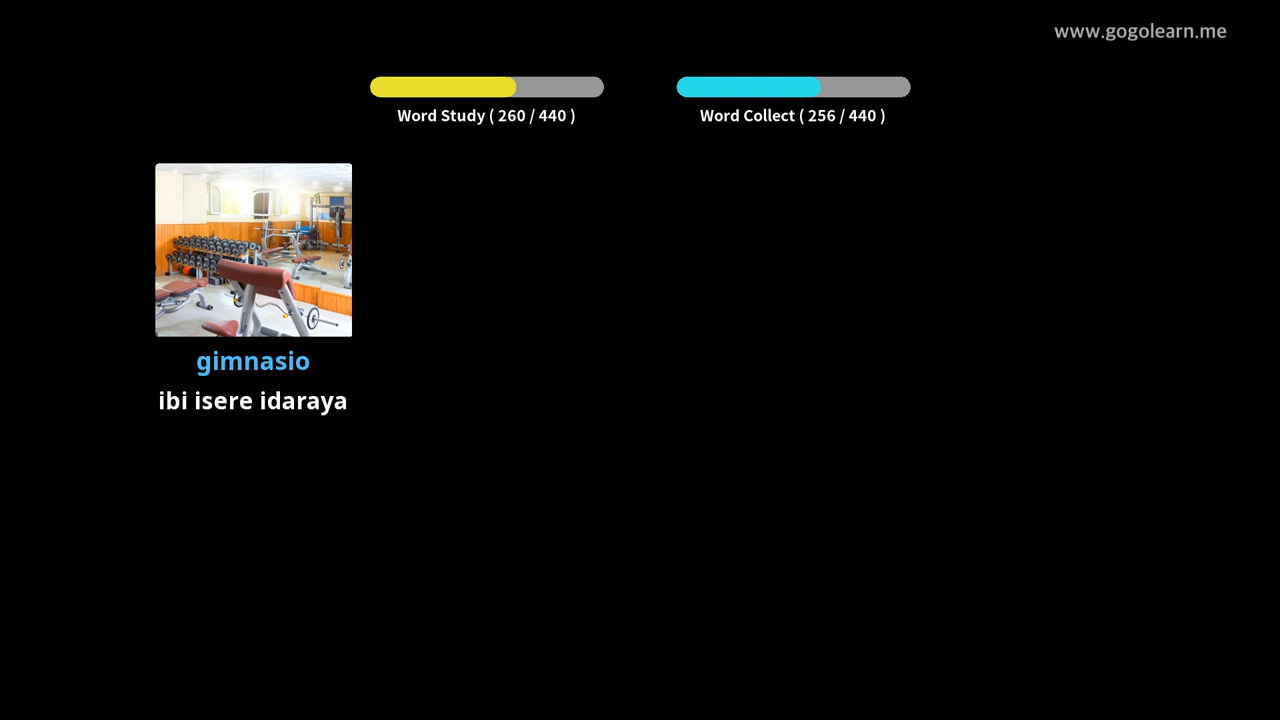 www.gogolearn.me
Word Study ( 260 / 440 )
Word Collect ( 256 / 440 )
gimnasio
ibi isere idaraya